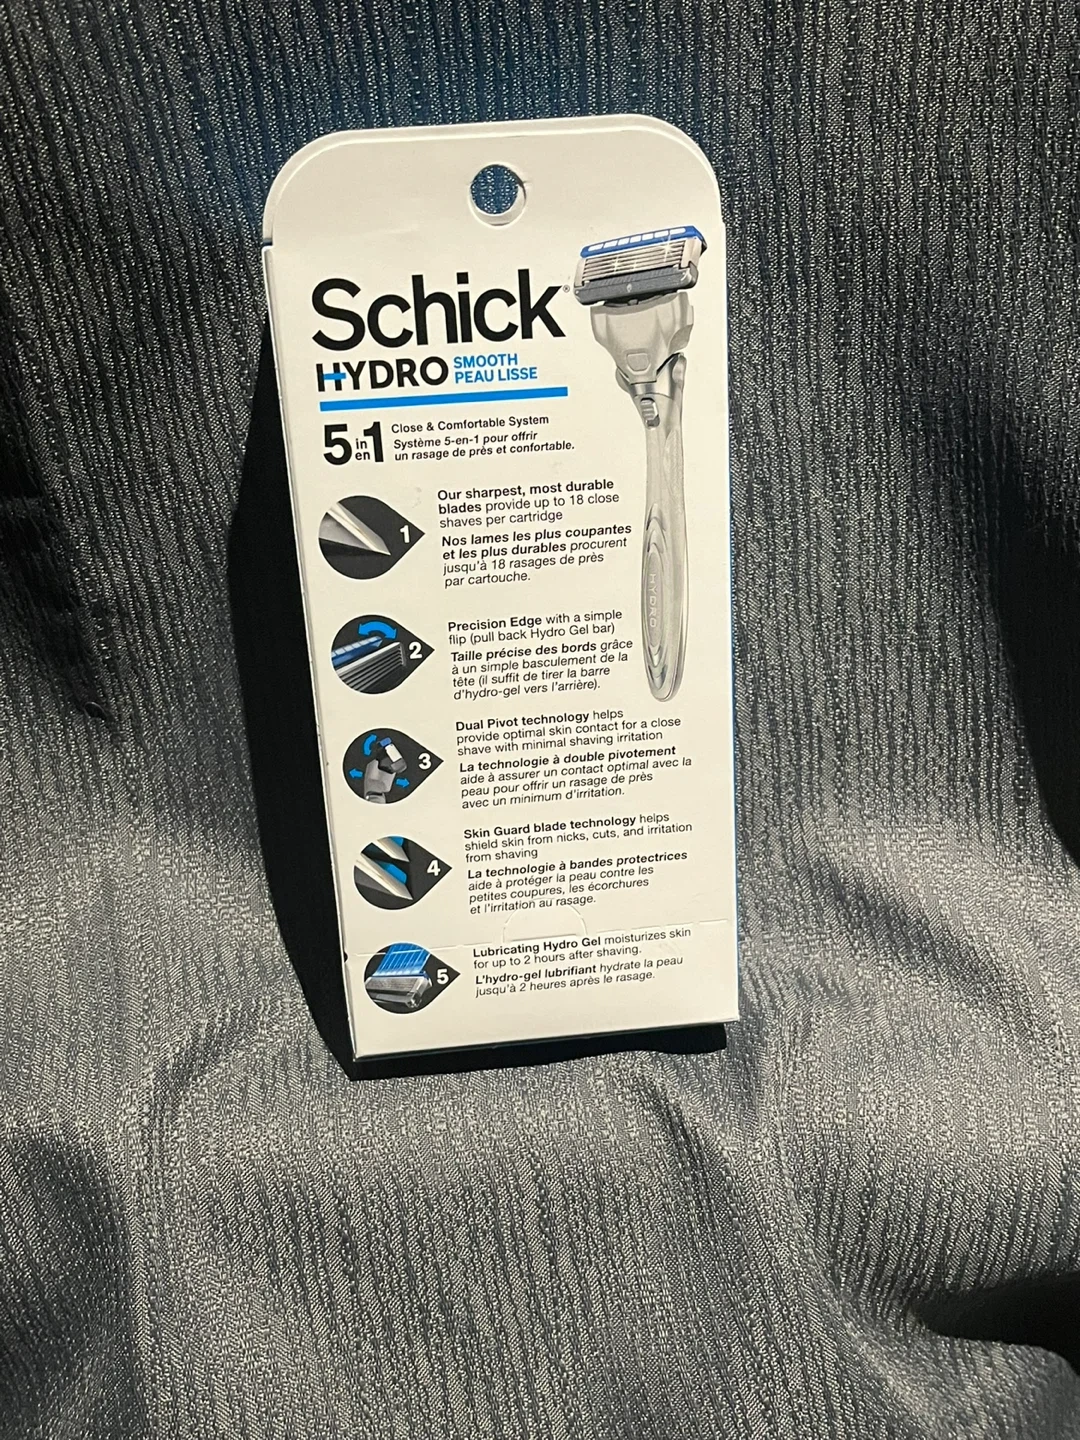 Schick®
HYDRO SMOOTH
PEAU LISSE
5 in en 1 Close & Comfortable System
Système 5-en-1 pour offrir
un rasage de près et confortable.
1
Our sharpest, most durable
blades provide up to 18 close
shaves per cartridge
Nos lames les plus coupantes
et les plus durables procurent
jusqu'à 18 rasages de près
par cartouche.
HYDRO
2
Precision Edge with a simple
flip (pull back Hydro Gel bar)
Taille précise des bords grâce
à un simple basculement de la
tête (il suffit de tirer la barre
d'hydro-gel vers l'arrière).
3
Dual Pivot technology helps
provide optimal skin contact for a close
shave with minimal shaving irritation
La technologie à double pivotement
aide à assurer un contact optimal avec la
peau pour offrir un rasage de près
avec un minimum d'irritation.
4
Skin Guard blade technology helps
shield skin from nicks, cuts, and irritation
from shaving
La technologie à bandes protectrices
aide à protéger la peau contre les
petites coupures, les écorchures
et l'irritation au rasage.
5
Lubricating Hydro Gel moisturizes skin
for up to 2 hours after shaving.
L'hydro-gel lubrifiant hydrate la peau
jusqu'à 2 heures après le rasage.